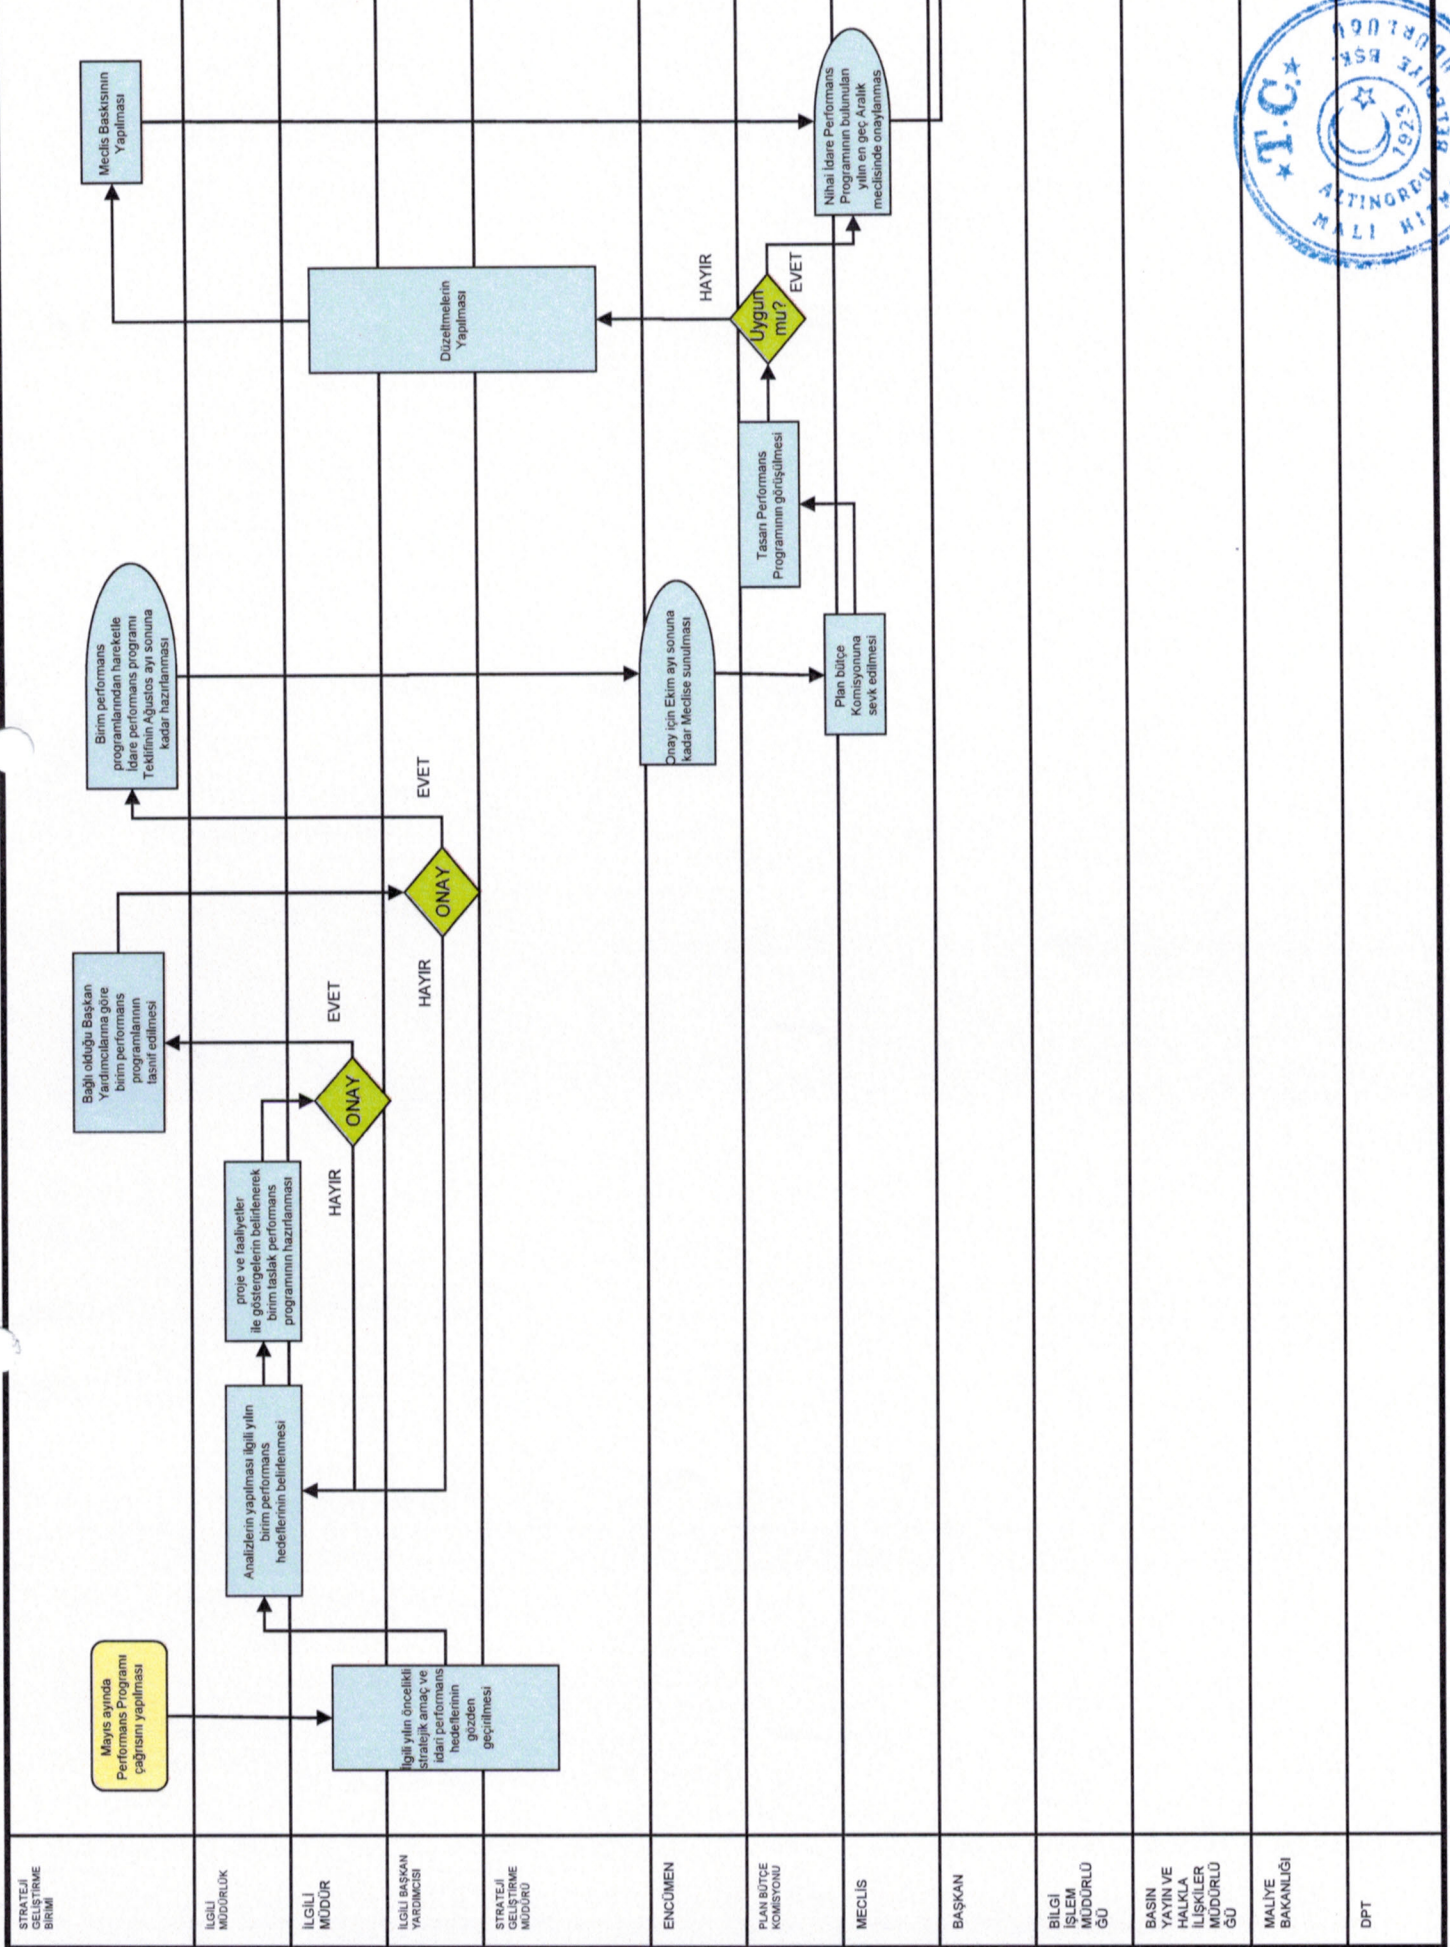 STRATEJİ
GELİŞTİRME
BİRİMİ
Mayıs ayında
Performans Programı
çağrısını yapılması
Bağlı olduğu Başkan
Yardımcılarına göre
birim performans
programlarının
tasnif edilmesi
Birim performans
programlarından hareketle
İdare performans programı
Teklifinin Ağustos ayı sonuna
kadar hazırlanması
Meclis Baskısının
Yapılması
İLGİLİ
MÜDÜRLÜK
Analizlerin yapılması ilgili yılın
birim performans
hedeflerinin belirlenmesi
proje ve faaliyetler
ile göstergelerin belirlenerek
birim taslak performans
programının hazırlanması
İLGİLİ
MÜDÜR
HAYIR
ONAY
EVET
İLGİLİ BAŞKAN
YARDIMCISI
İlgili yılın öncelikli
stratejik amaç ve
idari performans
hedeflerinin
gözden
geçirilmesi
HAYIR
ONAY
EVET
Düzeltmelerin
Yapılması
STRATEJİ
GELİŞTİRME
MÜDÜRÜ
ENCÜMEN
Onay için Ekim ayı sonuna
kadar Meclise sunulması
HAYIR
PLAN BÜTÇE
KOMİSYONU
Tasarı Performans
Programının görüşülmesi
Uygun
mu?
EVET
MECLİS
Plan bütçe
Komisyonuna
sevk edilmesi
Nihai İdare Performans
Programının bulunulan
yılın en geç Aralık
meclisinde onaylanmas
BAŞKAN
BİLGİ
İŞLEM
MÜDÜRLÜ
ĞÜ
BASIN
YAYIN VE
HALKLA
İLİŞKİLER
MÜDÜRLÜ
ĞÜ
MALİYE
BAKANLIĞI
DPT
T.C.
ALTINORDU
MALİ
1923